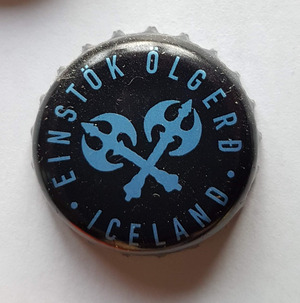 EINSTÖK ÖLGERÐ
• ICELAND •